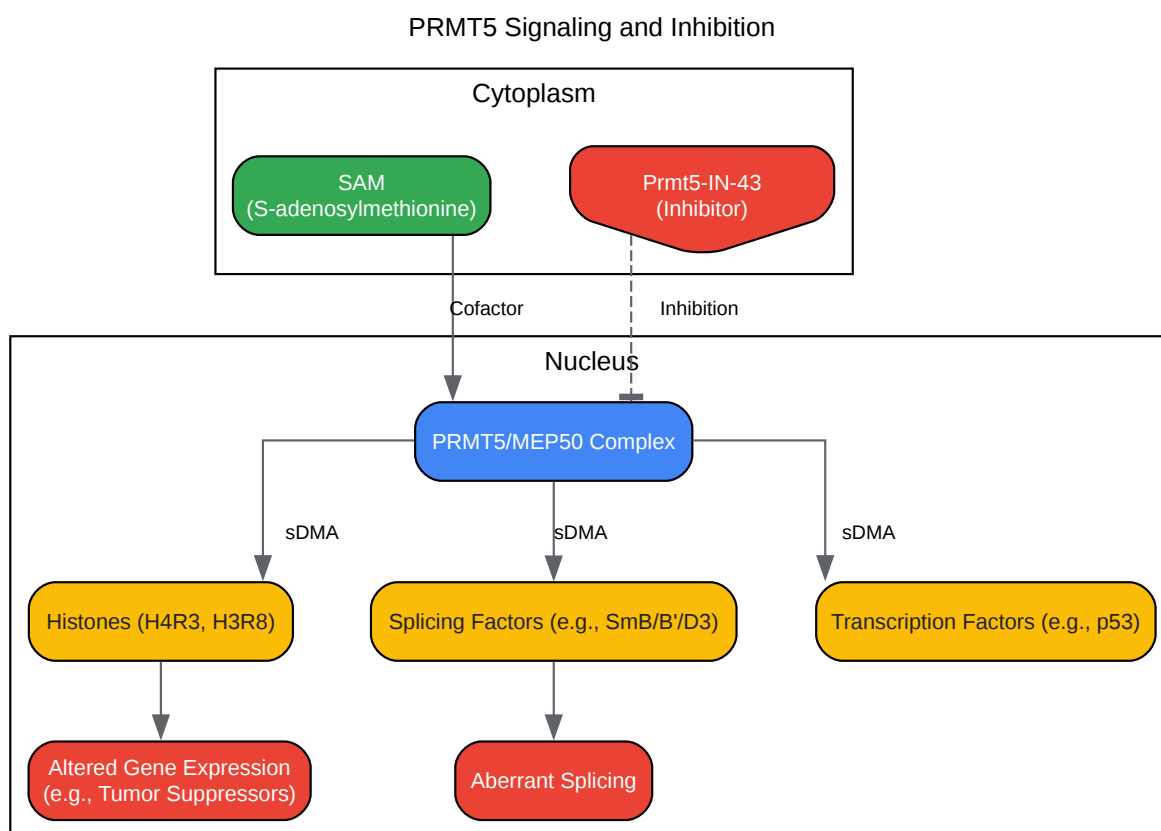 PRMT5 Signaling and Inhibition
Cytoplasm
SAM
(S-adenosylmethionine)
Prmt5-IN-43
(Inhibitor)
Cofactor
Inhibition
Nucleus
PRMT5/MEP50 Complex
sDMA
sDMA
sDMA
Histones (H4R3, H3R8)
Splicing Factors (e.g., SmB/B'/D3)
Transcription Factors (e.g., p53)
Altered Gene Expression
(e.g., Tumor Suppressors)
Aberrant Splicing